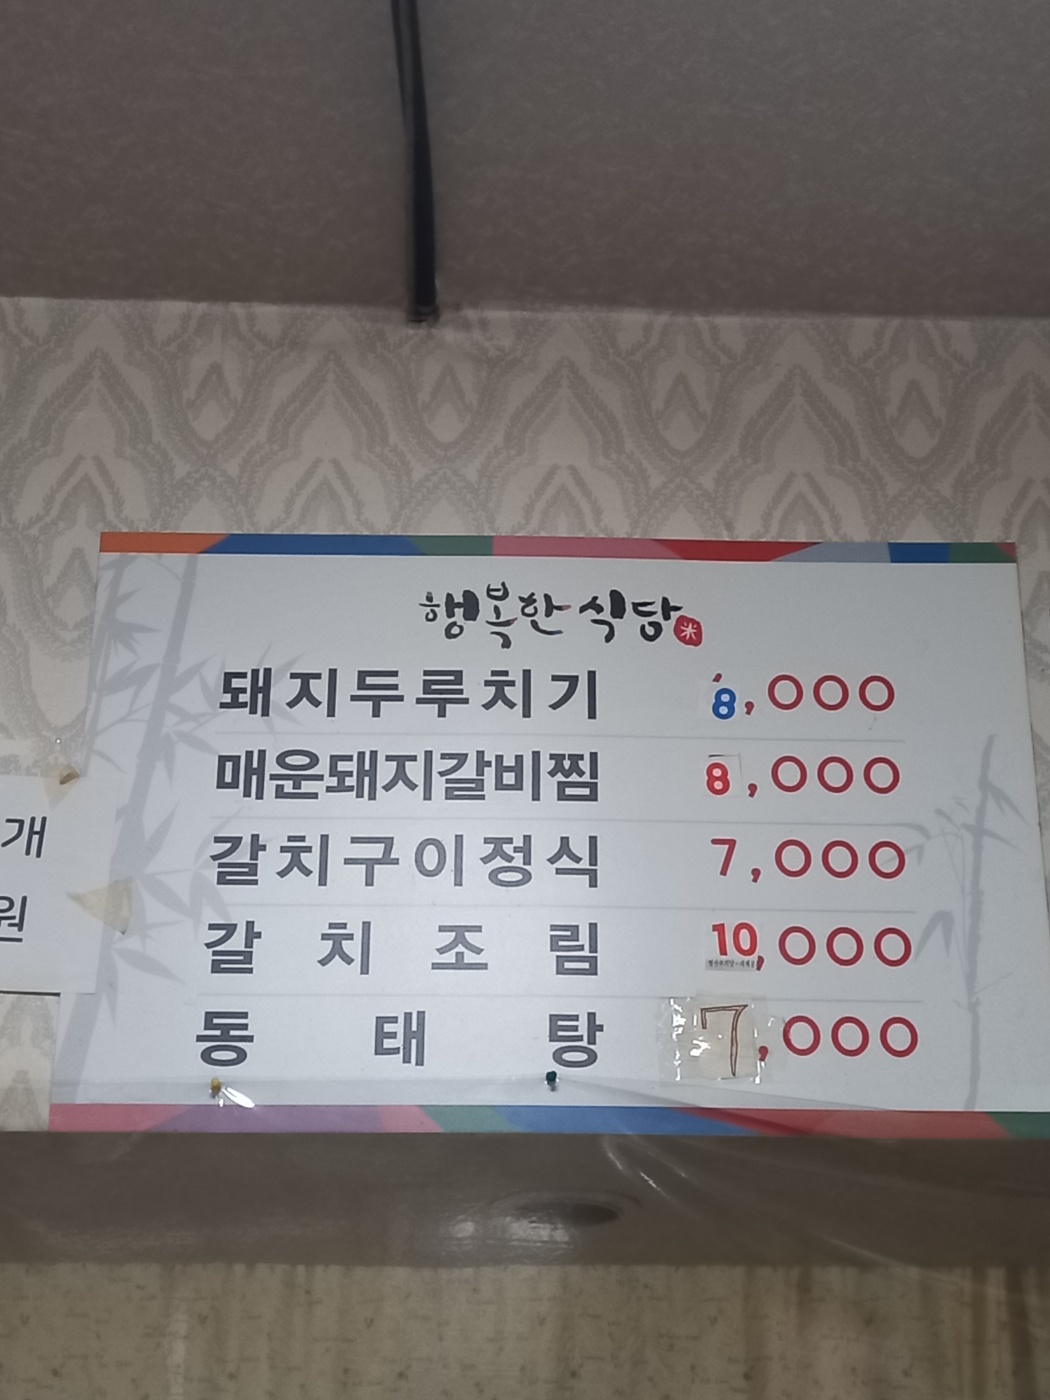 행복한 식당
돼지두루치기 8,000
매운돼지갈비찜 8,000
갈치구이정식 7,000
갈치조림 10,000
동태탕 7,000
개
원